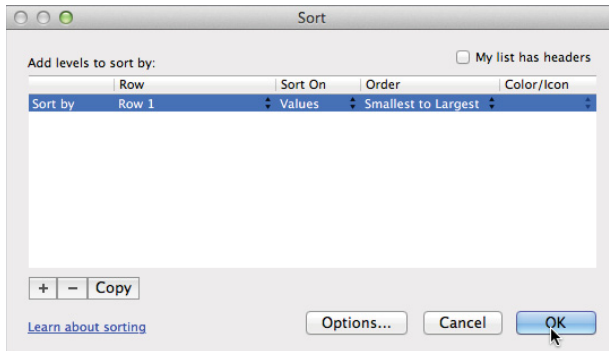 Sort
Add levels to sort by:
My list has headers
Row Sort On Order Color/Icon
Sort by Row 1 Values Smallest to Largest
+ − Copy
Learn about sorting
Options... Cancel OK